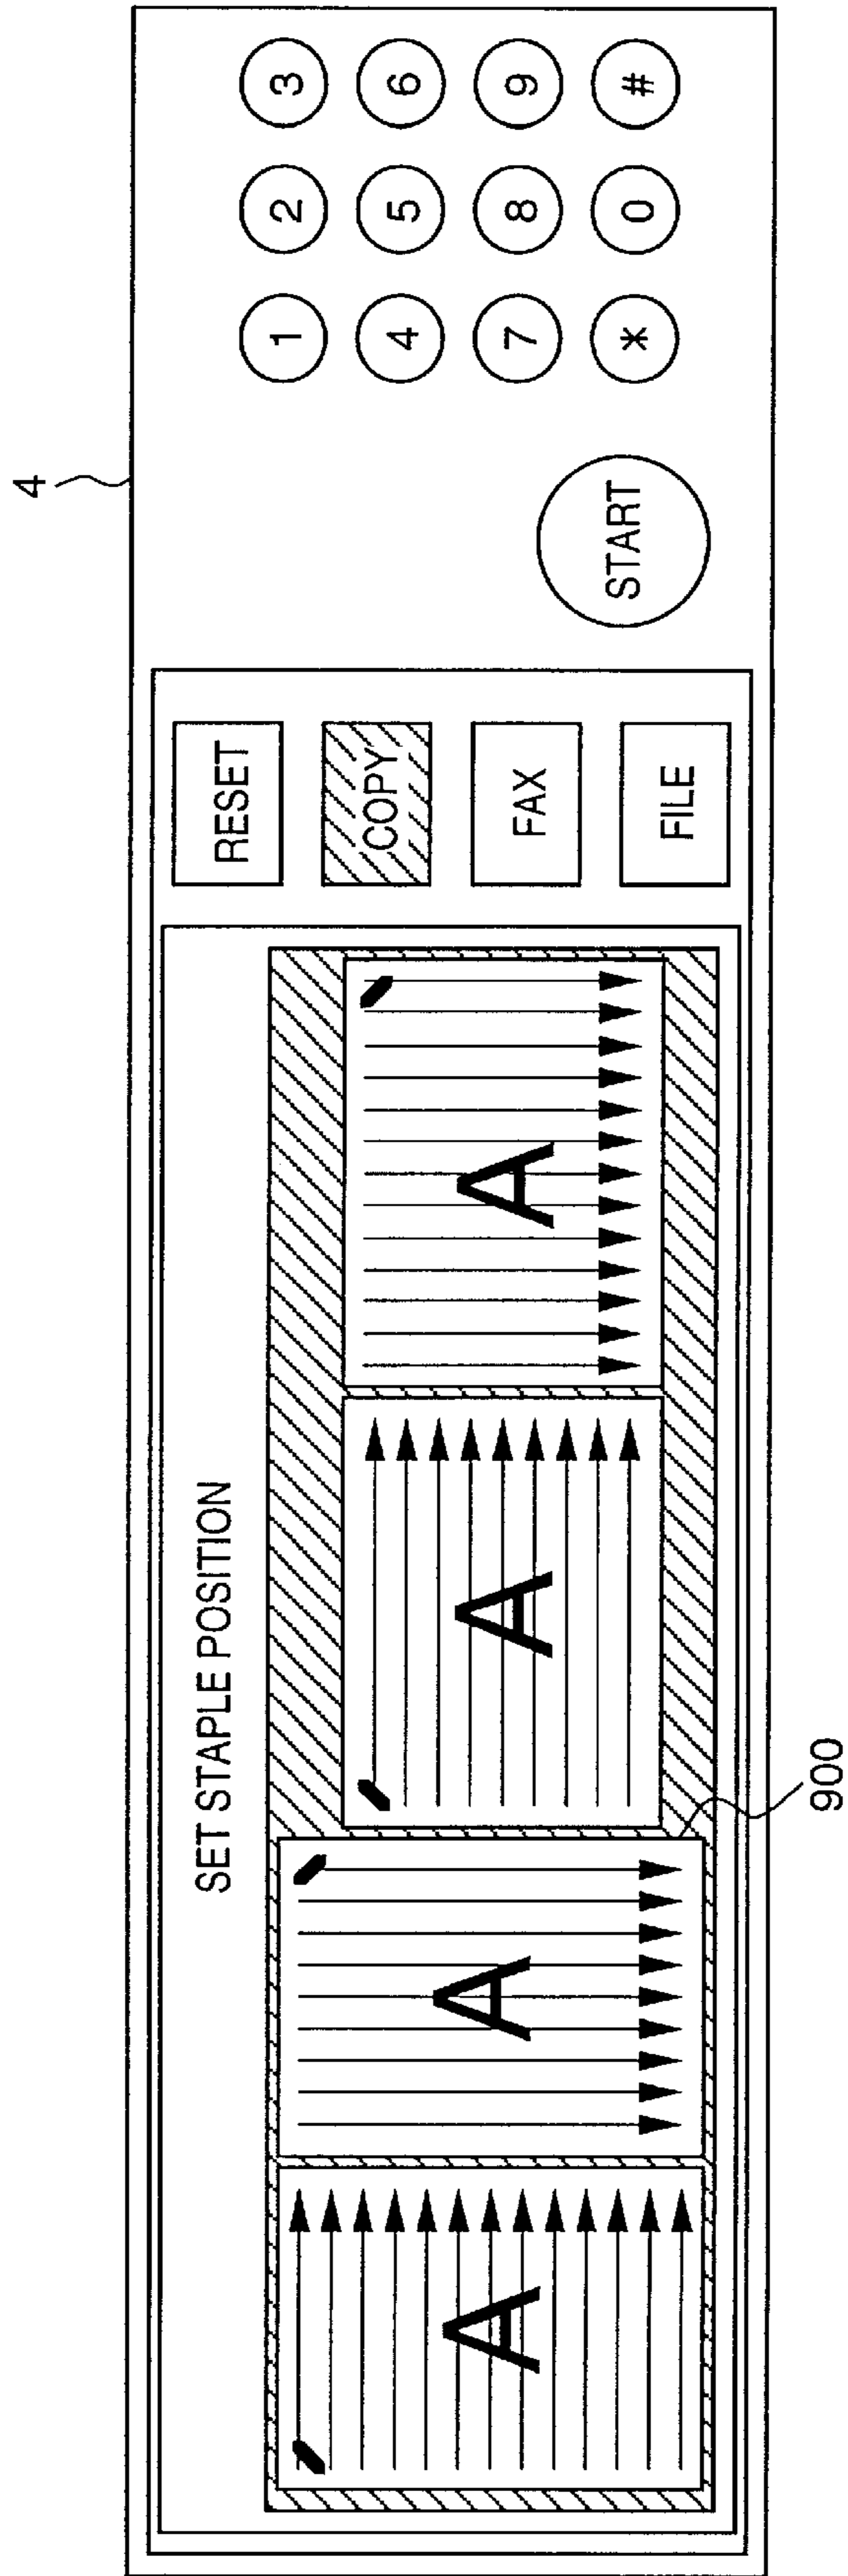 4
SET STAPLE POSITION
A
A
A
A
900
RESET
COPY
FAX
FILE
START
1 2 3
4 5 6
7 8 9
* 0 #